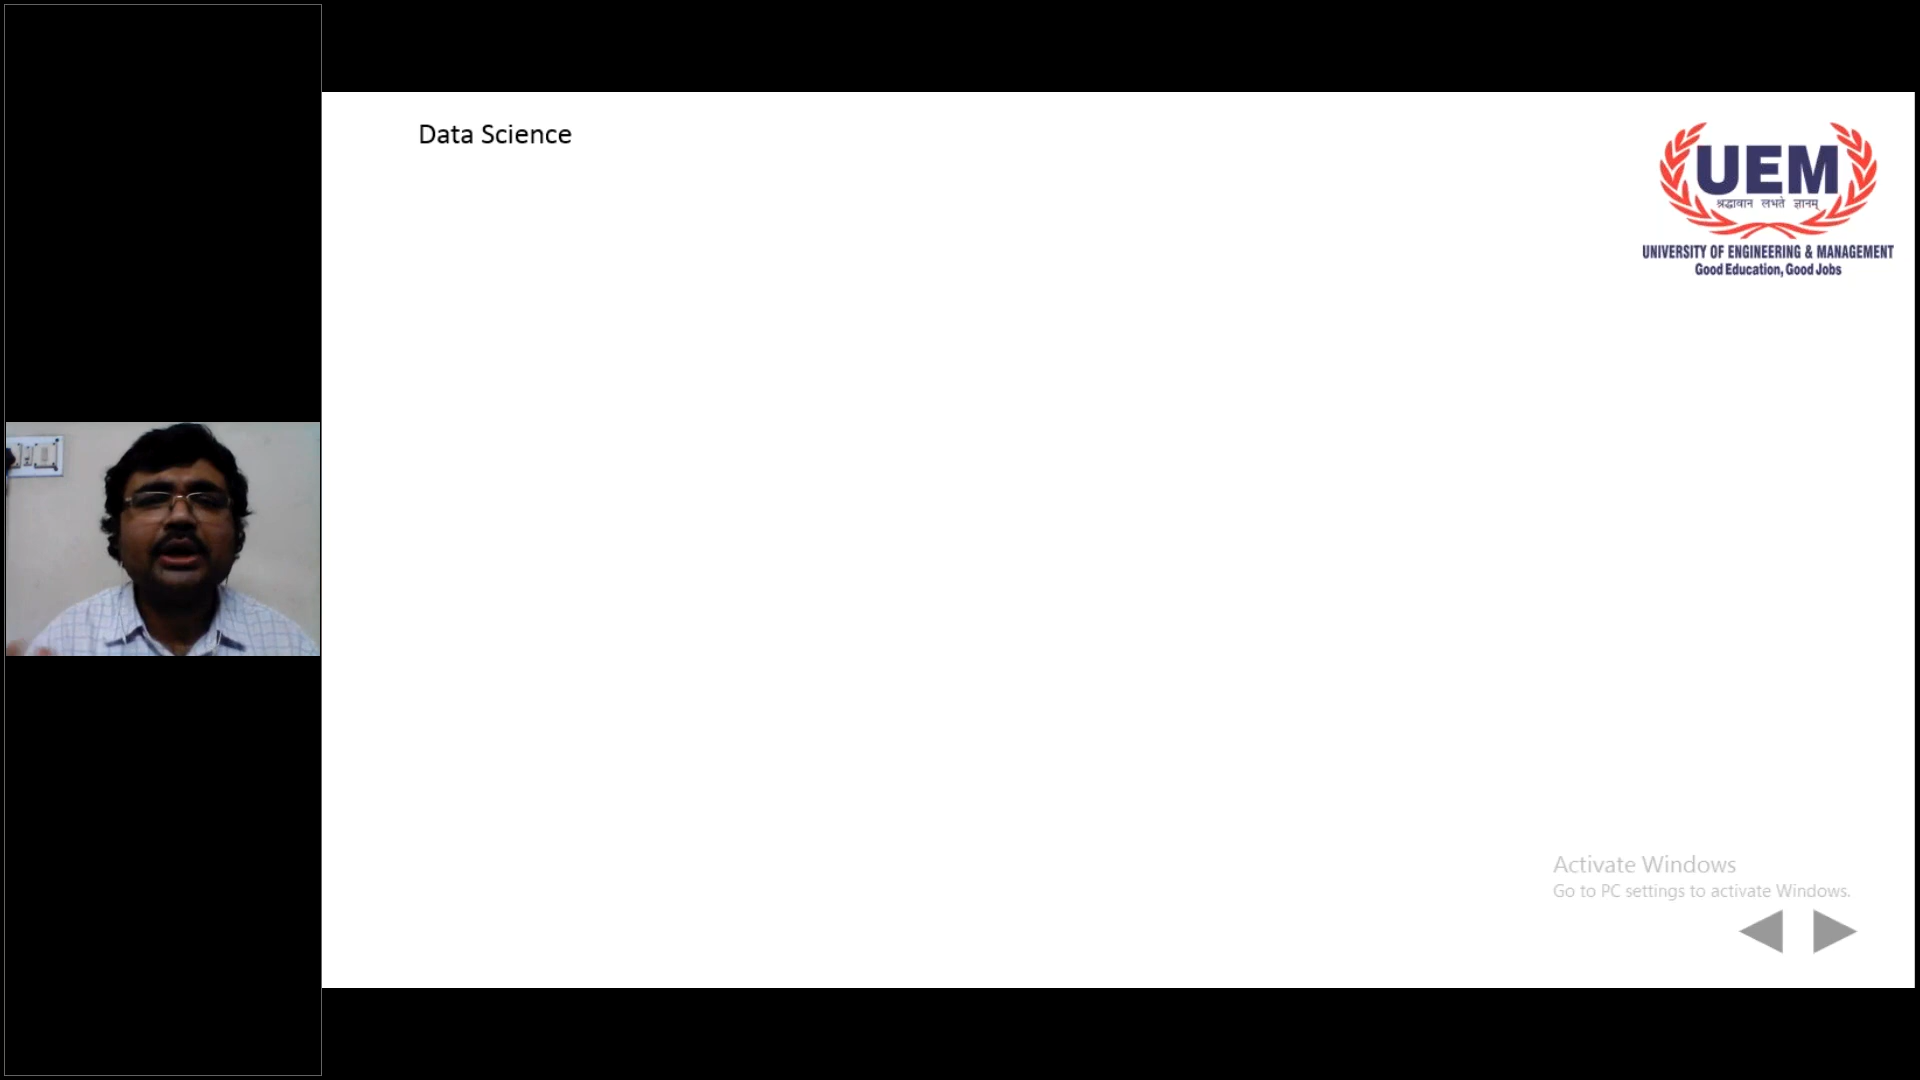 Data Science
UEM
श्रद्धावान लभते ज्ञानम्
UNIVERSITY OF ENGINEERING & MANAGEMENT
Good Education, Good Jobs
Activate Windows
Go to PC settings to activate Windows.